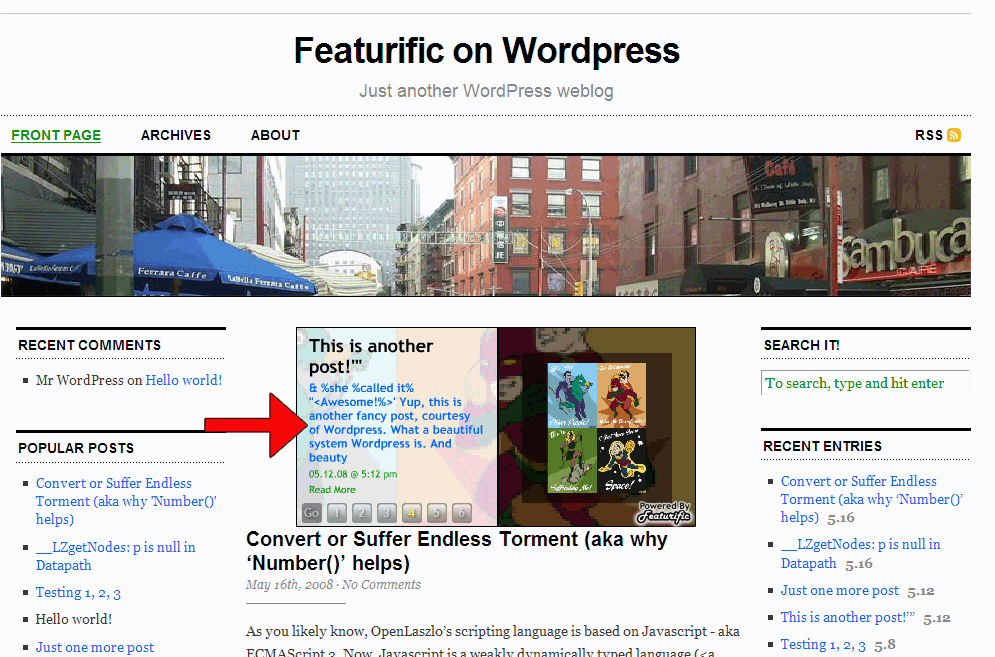 Featurific on Wordpress
Just another WordPress weblog
FRONT PAGE
ARCHIVES
ABOUT
RSS
Ferrara Caffe
LaBella Ferrara Caffe
Café
Sambuca
CAFE
RECENT COMMENTS
Mr WordPress on Hello world!
POPULAR POSTS
Convert or Suffer Endless
Torment (aka why 'Number()'
helps)
__LZgetNodes: p is null in
Datapath
Testing 1, 2, 3
Hello world!
Just one more post
This is another
post!'"
& %she %called it%
"<Awesome!%>' Yup, this is
another fancy post, courtesy
of Wordpress. What a beautiful
system Wordpress is. And
beauty
05.12.08 @ 5:12 pm
Read More
Go 1 2 3 4 5 6
Space!
Powered By
Featurific
Convert or Suffer Endless Torment (aka why
‘Number()’ helps)
May 16th, 2008 · No Comments
As you likely know, OpenLaszlo’s scripting language is based on Javascript - aka
ECMAScript 3. Now, Javascript is a weakly dynamically typed language (<a
SEARCH IT!
To search, type and hit enter
RECENT ENTRIES
Convert or Suffer Endless
Torment (aka why ‘Number()’
helps) 5.16
__LZgetNodes: p is null in
Datapath 5.16
Just one more post 5.12
This is another post!’” 5.12
Testing 1, 2, 3 5.8